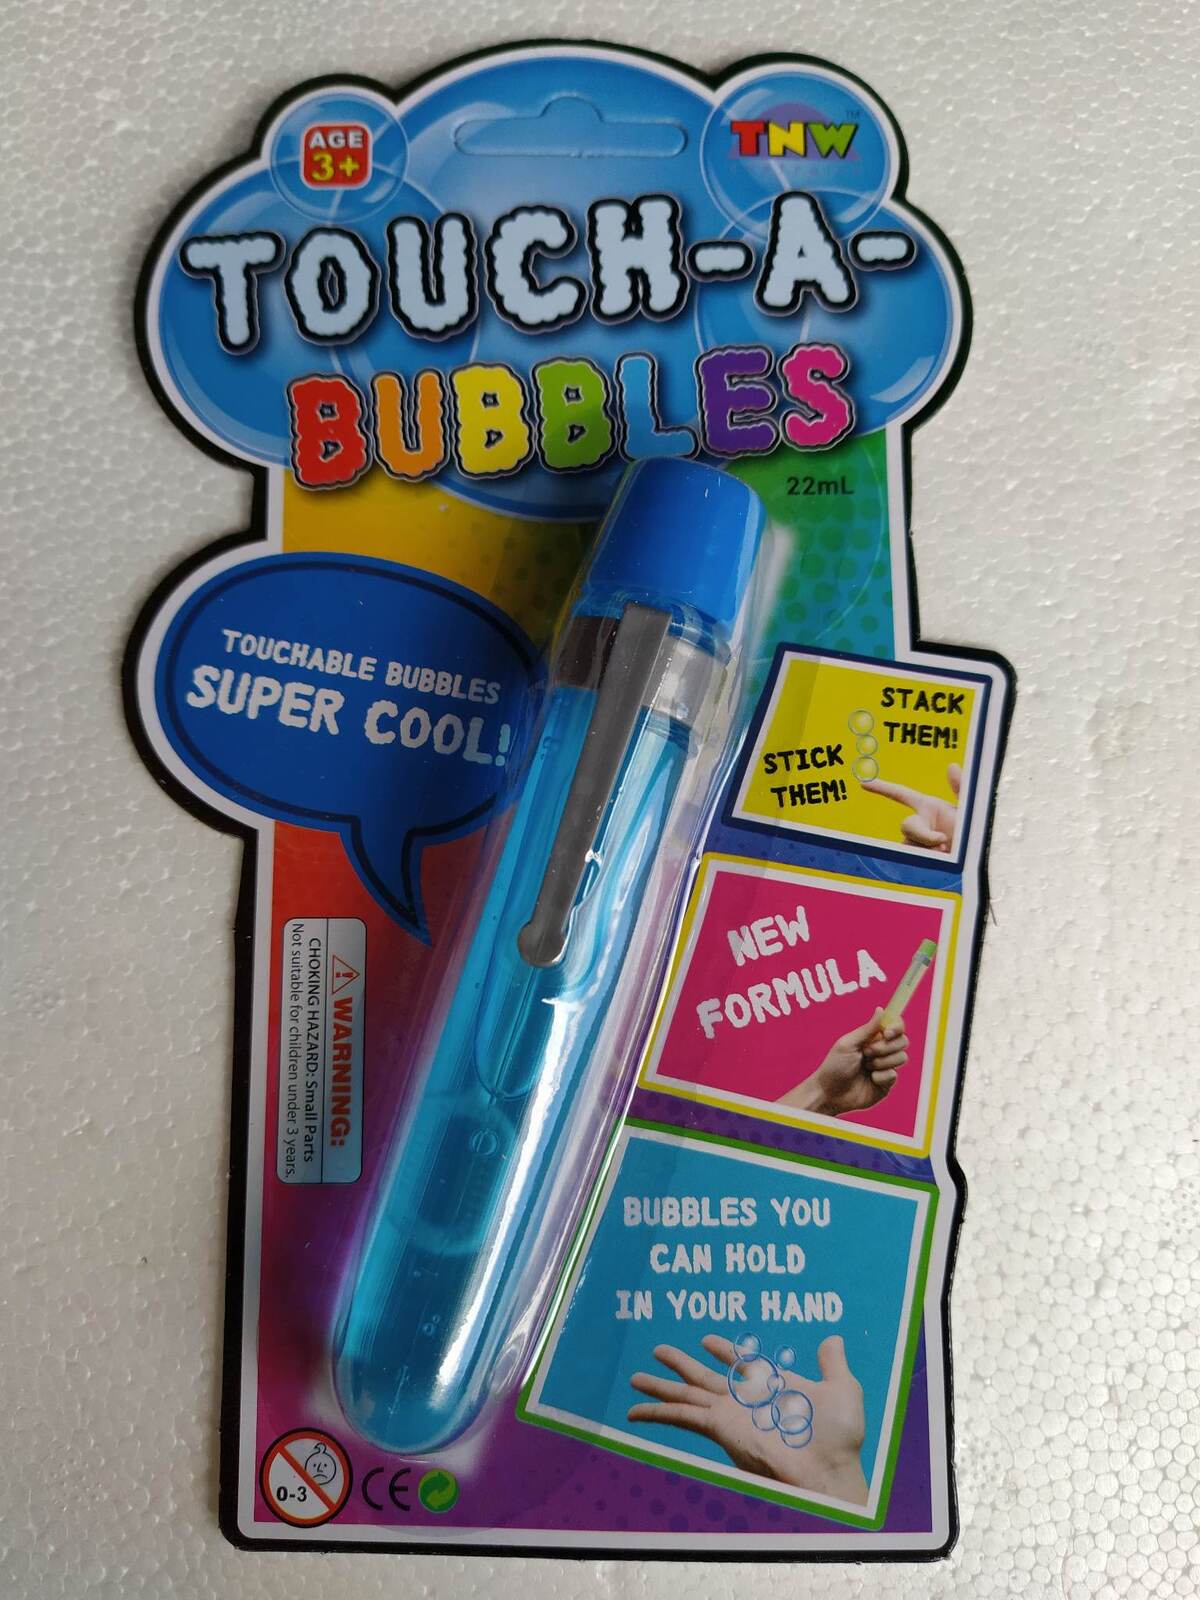 AGE
3+
TNW
TM
TOUCH-A-
BUBBLES
22mL
TOUCHABLE BUBBLES
SUPER COOL!
STACK
THEM!
STICK
THEM!
NEW
FORMULA
WARNING:
CHOKING HAZARD: Small Parts
Not suitable for children under 3 years.
BUBBLES YOU
CAN HOLD
IN YOUR HAND
0-3
CE